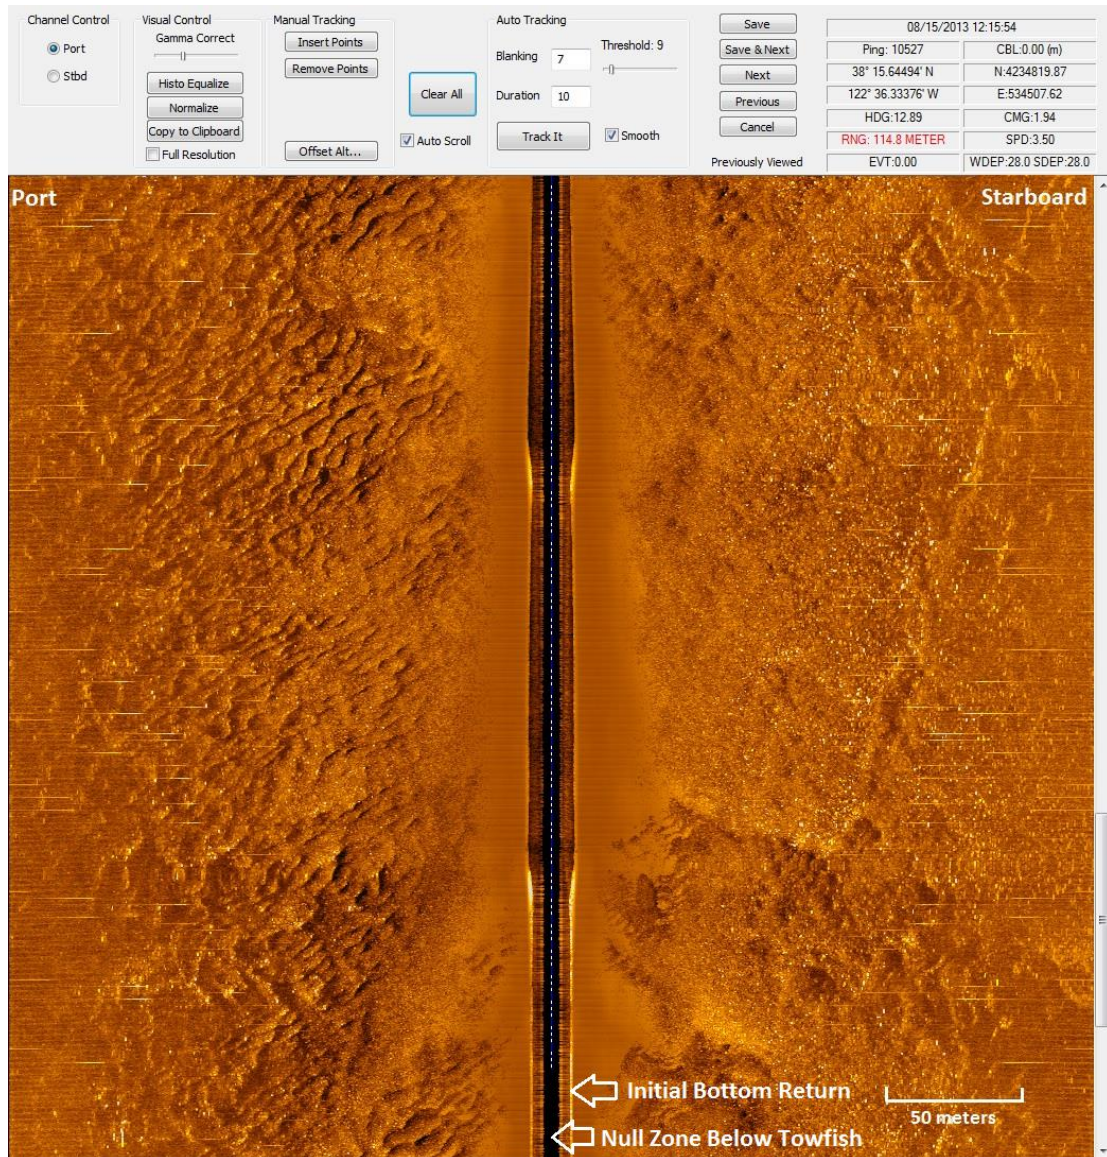 Channel Control
Port
Stbd
Visual Control
Gamma Correct
Histo Equalize
Normalize
Copy to Clipboard
Full Resolution
Manual Tracking
Insert Points
Remove Points
Offset Alt...
Clear All
Auto Scroll
Auto Tracking
Blanking 7
Threshold: 9
Duration 10
Track It
Smooth
Save
Save & Next
Next
Previous
Cancel
Previously Viewed
08/15/2013 12:15:54
Ping: 10527 CBL:0.00 (m)
38° 15.64494' N N:4234819.87
122° 36.33376' W E:534507.62
HDG:12.89 CMG:1.94
RNG: 114.8 METER SPD:3.50
EVT:0.00 WDEP:28.0 SDEP:28.0
Port
Starboard
Initial Bottom Return
50 meters
Null Zone Below Towfish